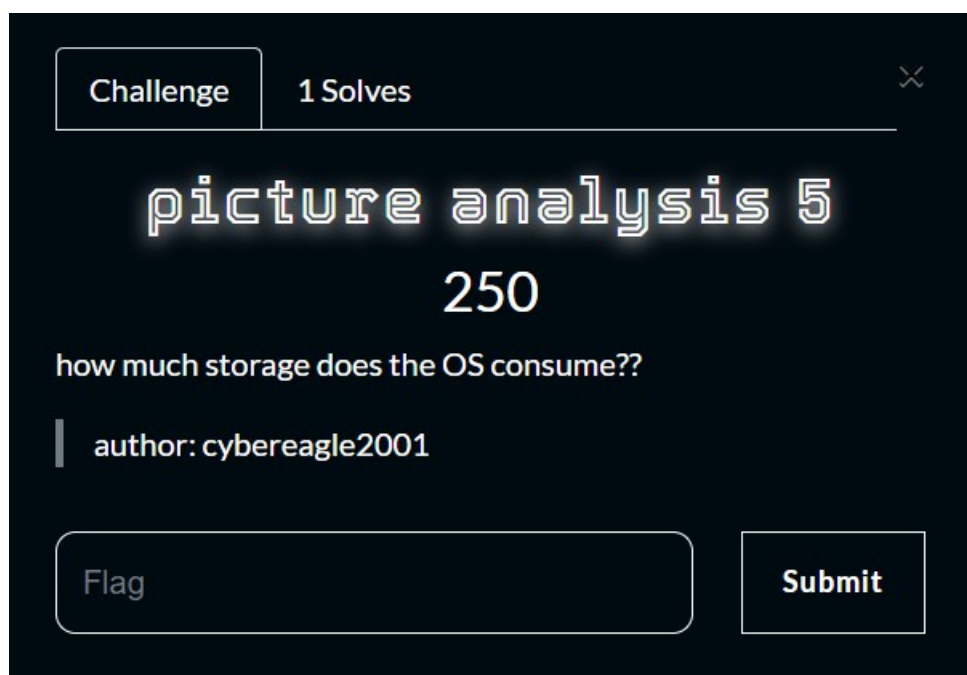 Challenge
1 Solves
picture analysis 5
250
how much storage does the OS consume??
author: cybereagle2001
Flag
Submit